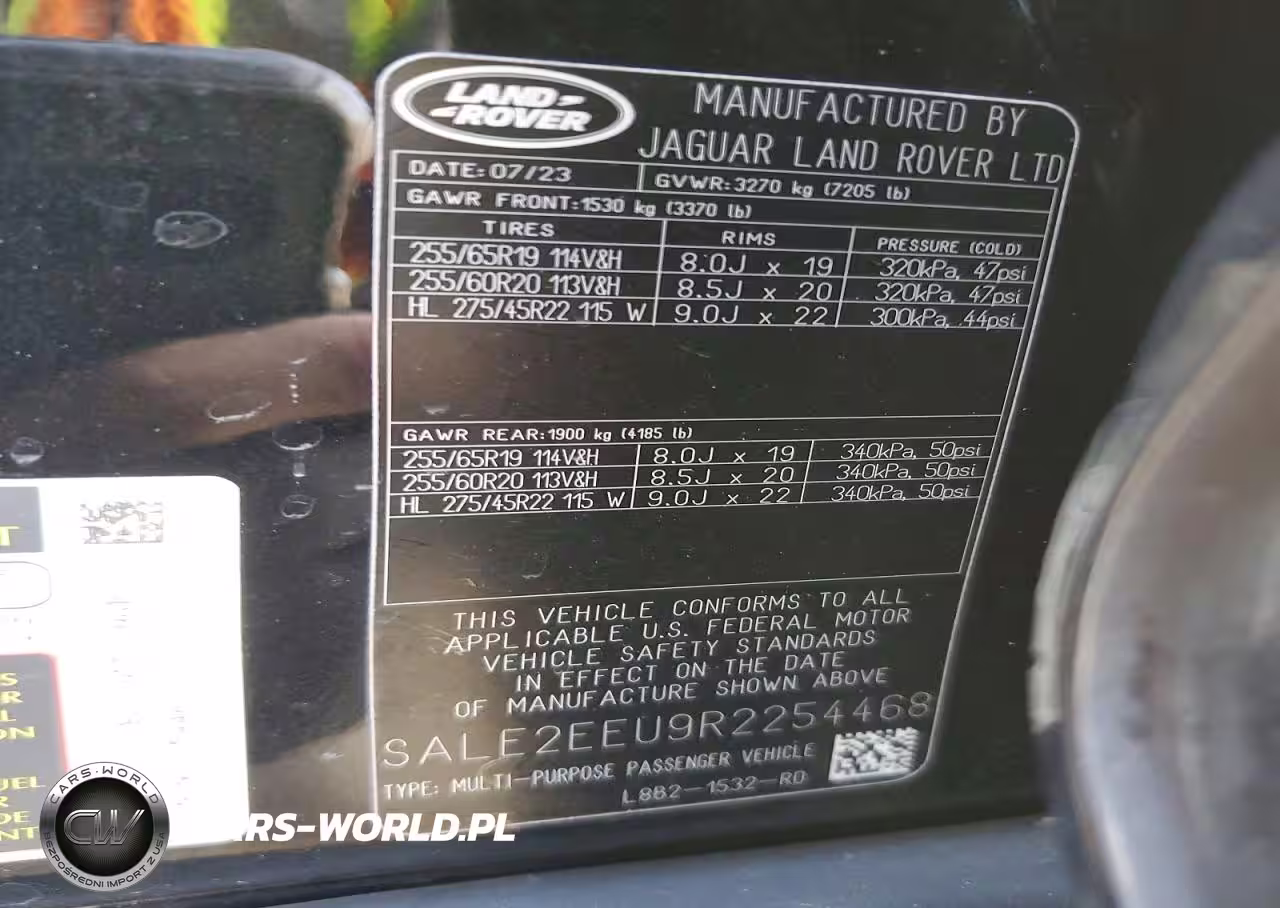 LAND ROVER
MANUFACTURED BY
JAGUAR LAND ROVER LTD
DATE:07/23 GVWR:3270 kg (7205 lb)
GAWR FRONT:1530 kg (3370 lb)
TIRES RIMS PRESSURE (COLD)
255/65R19 114V&H 8.0J x 19 320kPa, 47psi
255/60R20 113V&H 8.5J x 20 320kPa, 47psi
HL 275/45R22 115 W 9.0J x 22 300kPa, 44psi
GAWR REAR:1900 kg (4185 lb)
255/65R19 114V&H 8.0J x 19 340kPa, 50psi
255/60R20 113V&H 8.5J x 20 340kPa, 50psi
HL 275/45R22 115 W 9.0J x 22 340kPa, 50psi
THIS VEHICLE CONFORMS TO ALL
APPLICABLE U.S. FEDERAL MOTOR
VEHICLE SAFETY STANDARDS
IN EFFECT ON THE DATE
OF MANUFACTURE SHOWN ABOVE
SALE2EEU9R2254468
TYPE: MULTI-PURPOSE PASSENGER VEHICLE
L8B2-1532-RD
CARS-WORLD
CW
BEZPOŚREDNI IMPORT Z USA
ARS-WORLD.PL